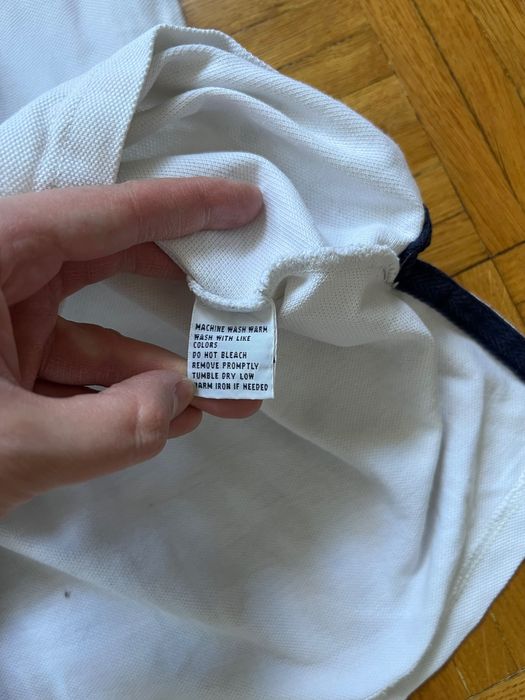 MACHINE WASH WARM
WASH WITH LIKE
COLORS
DO NOT BLEACH
REMOVE PROMPTLY
TUMBLE DRY LOW
WARM IRON IF NEEDED